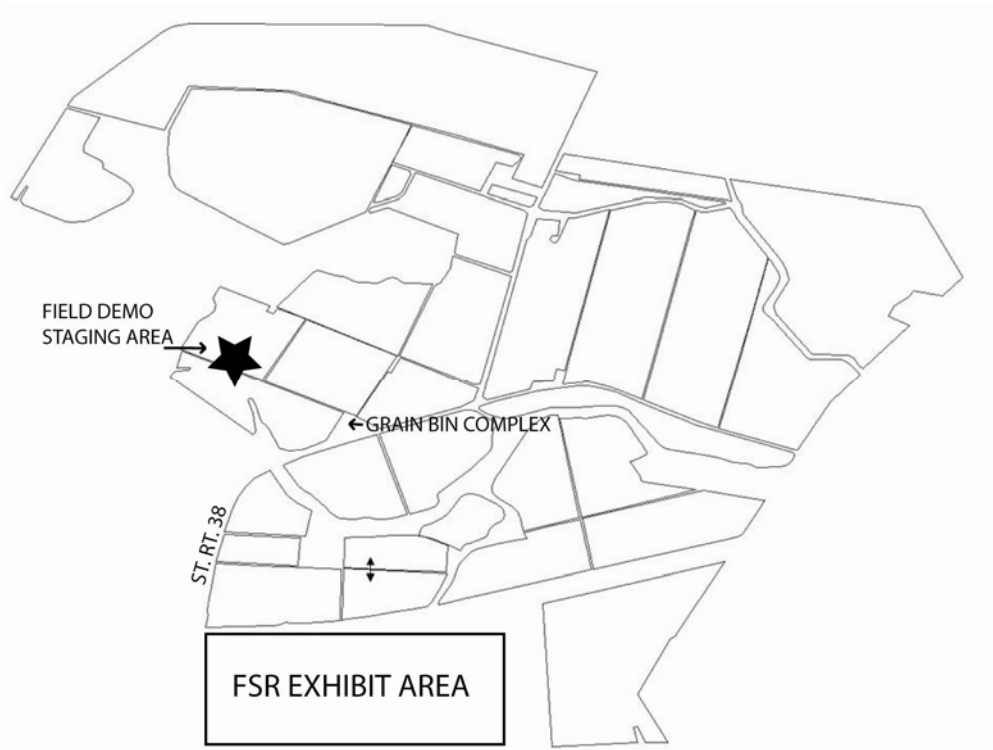 FIELD DEMO
STAGING AREA
GRAIN BIN COMPLEX
ST. RT. 38
FSR EXHIBIT AREA